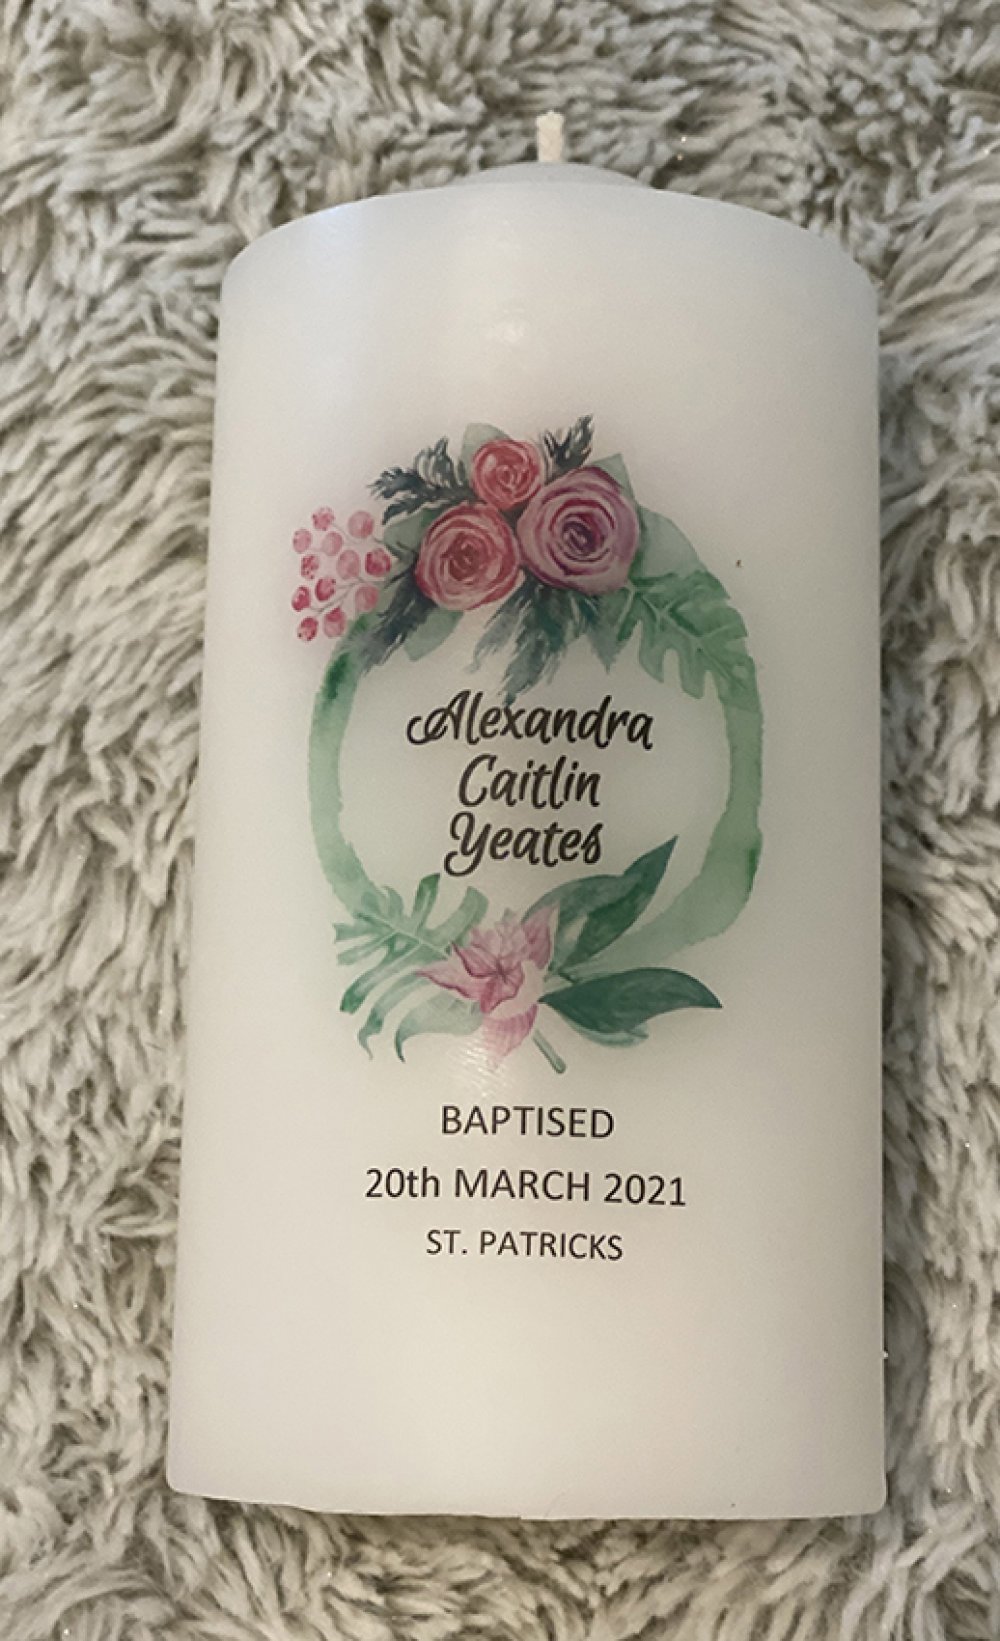 Alexandra
Caitlin
Yeates
BAPTISED
20th MARCH 2021
ST. PATRICKS